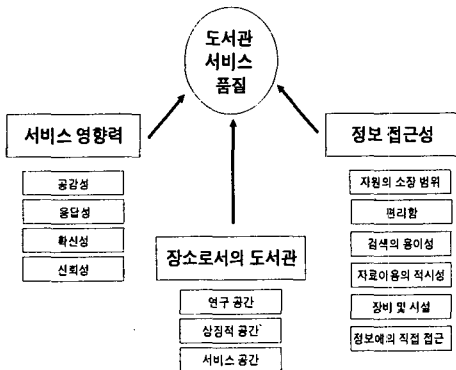 도서관
서비스
품질
서비스 영향력
공감성
응답성
확신성
신뢰성
장소로서의 도서관
연구 공간
상징적 공간
서비스 공간
정보 접근성
자원의 소장 범위
편리함
검색의 용이성
자료이용의 적시성
장비 및 시설
정보에의 직접 접근